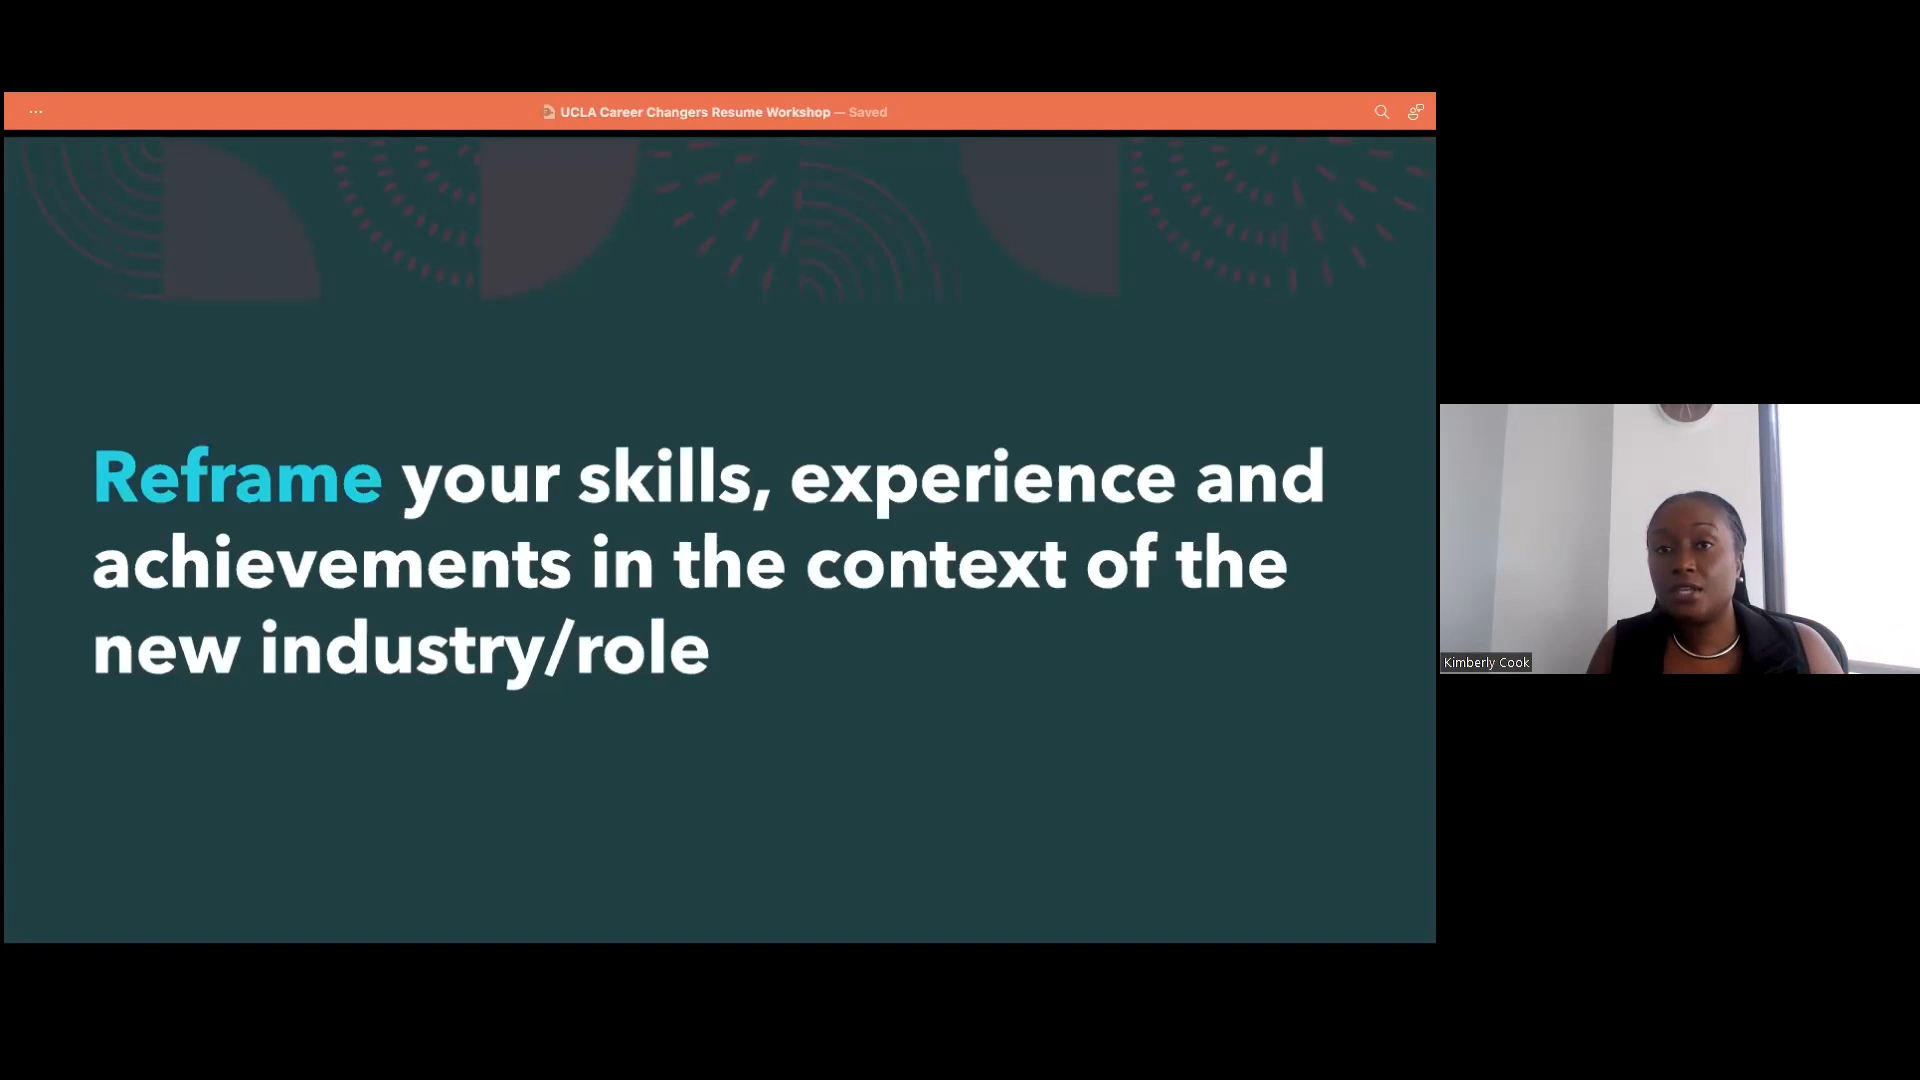 ... UCLA Career Changers Resume Workshop — Saved
Reframe your skills, experience and
achievements in the context of the
new industry/role
Kimberly Cook